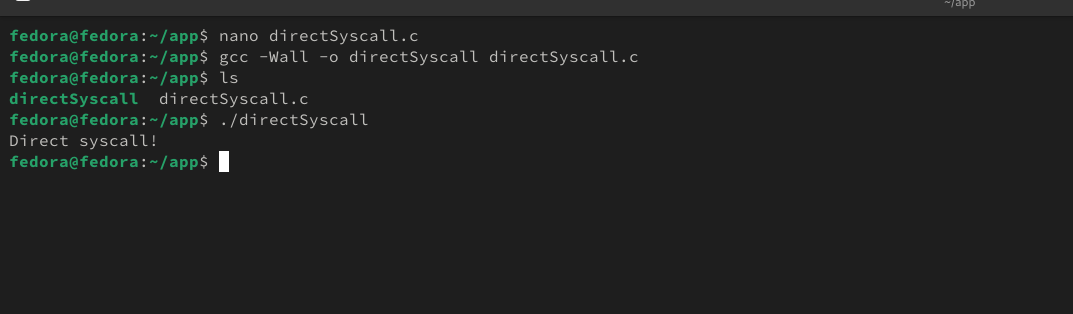 ~/app
fedora@fedora:~/app$ nano directSyscall.c
fedora@fedora:~/app$ gcc -Wall -o directSyscall directSyscall.c
fedora@fedora:~/app$ ls
directSyscall  directSyscall.c
fedora@fedora:~/app$ ./directSyscall
Direct syscall!
fedora@fedora:~/app$